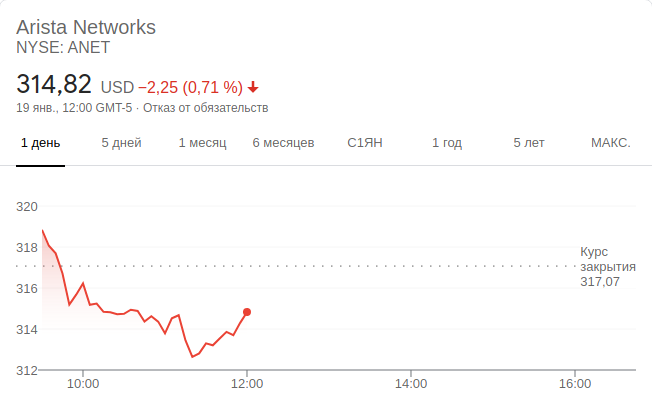 Arista Networks
NYSE: ANET
314,82 USD −2,25 (0,71 %)
19 янв., 12:00 GMT-5 · Отказ от обязательств
1 день 5 дней 1 месяц 6 месяцев С1ЯН 1 год 5 лет МАКС.
320
318
Курс
закрытия
317,07
316
314
312
10:00 12:00 14:00 16:00